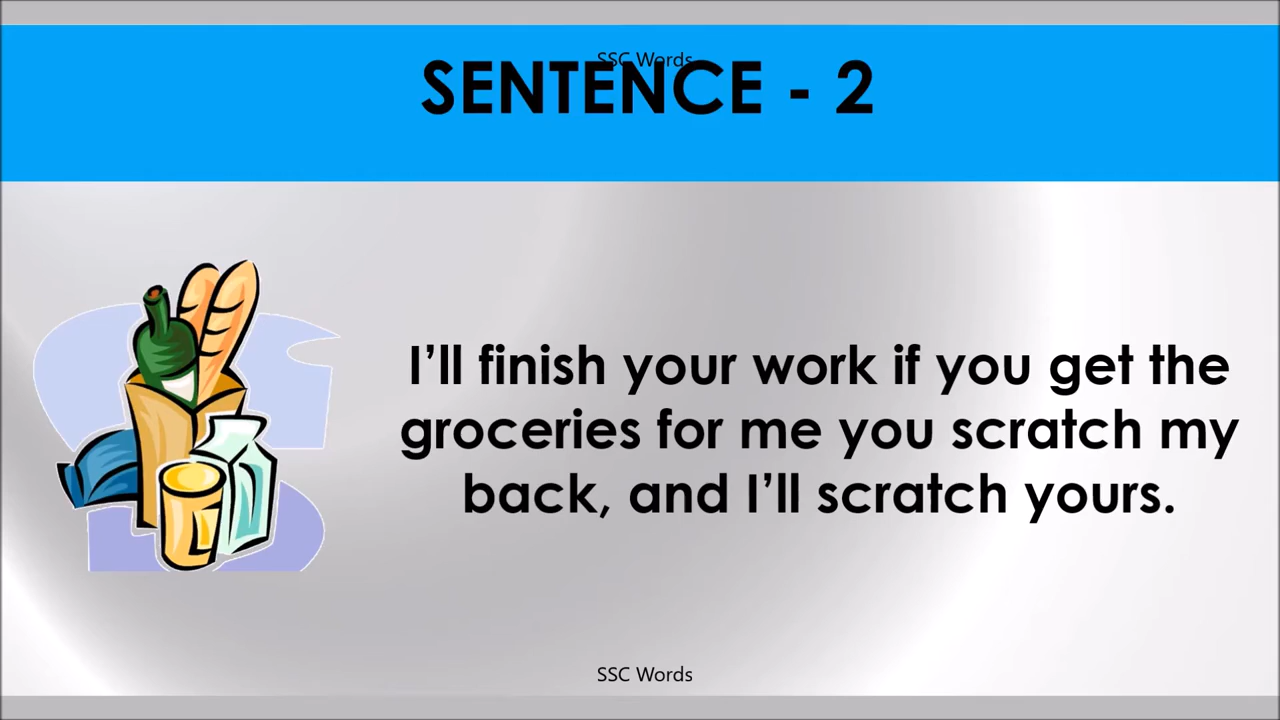 SSC Words
SENTENCE - 2
I’ll finish your work if you get the
groceries for me you scratch my
back, and I’ll scratch yours.
SSC Words